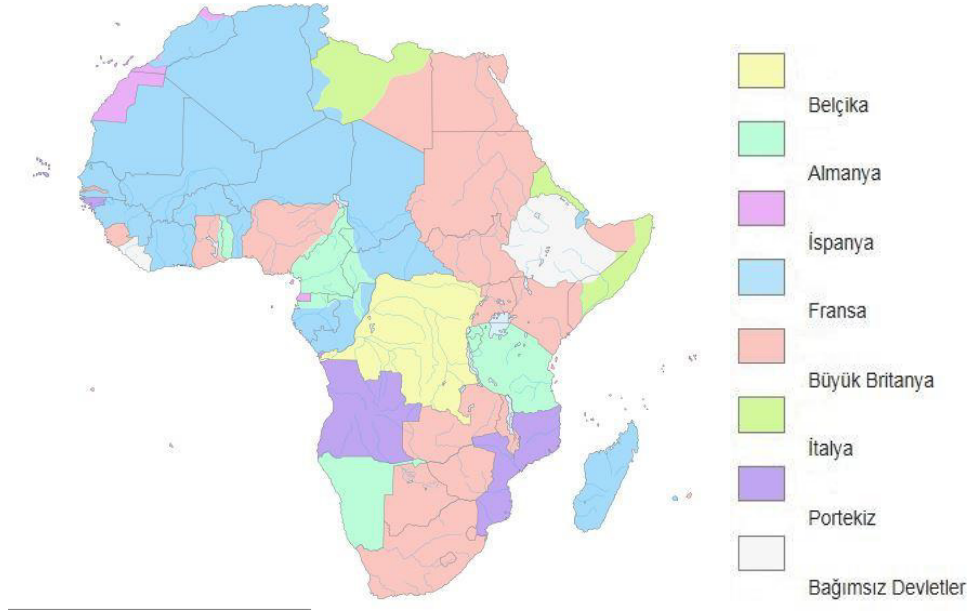 Belçika
Almanya
İspanya
Fransa
Büyük Britanya
İtalya
Portekiz
Bağımsız Devletler